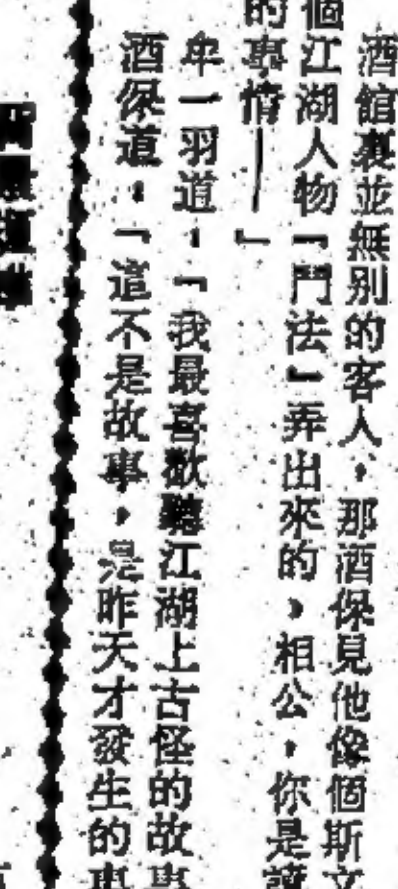 酒館裏並無別的客人，那酒保見他像個斯文
個江湖人物「鬥法」弄出來的，相公，你是讀
的事情——」
牟一羽道：「我最喜歡聽江湖上古怪的故事
酒保道：「這不是故事，是昨天才發生的事